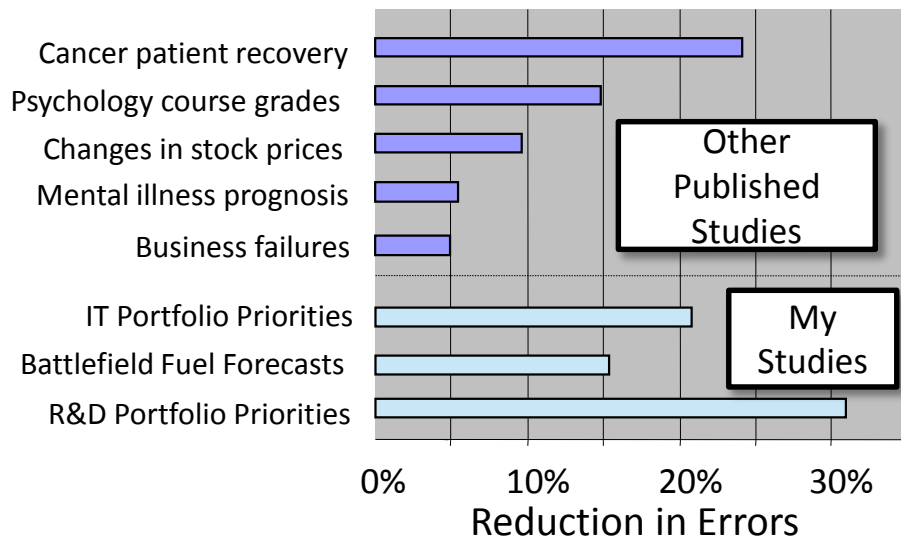 Cancer patient recovery
Psychology course grades
Changes in stock prices
Mental illness prognosis
Business failures
Other
Published
Studies
IT Portfolio Priorities
Battlefield Fuel Forecasts
R&D Portfolio Priorities
My
Studies
0% 10% 20% 30%
Reduction in Errors